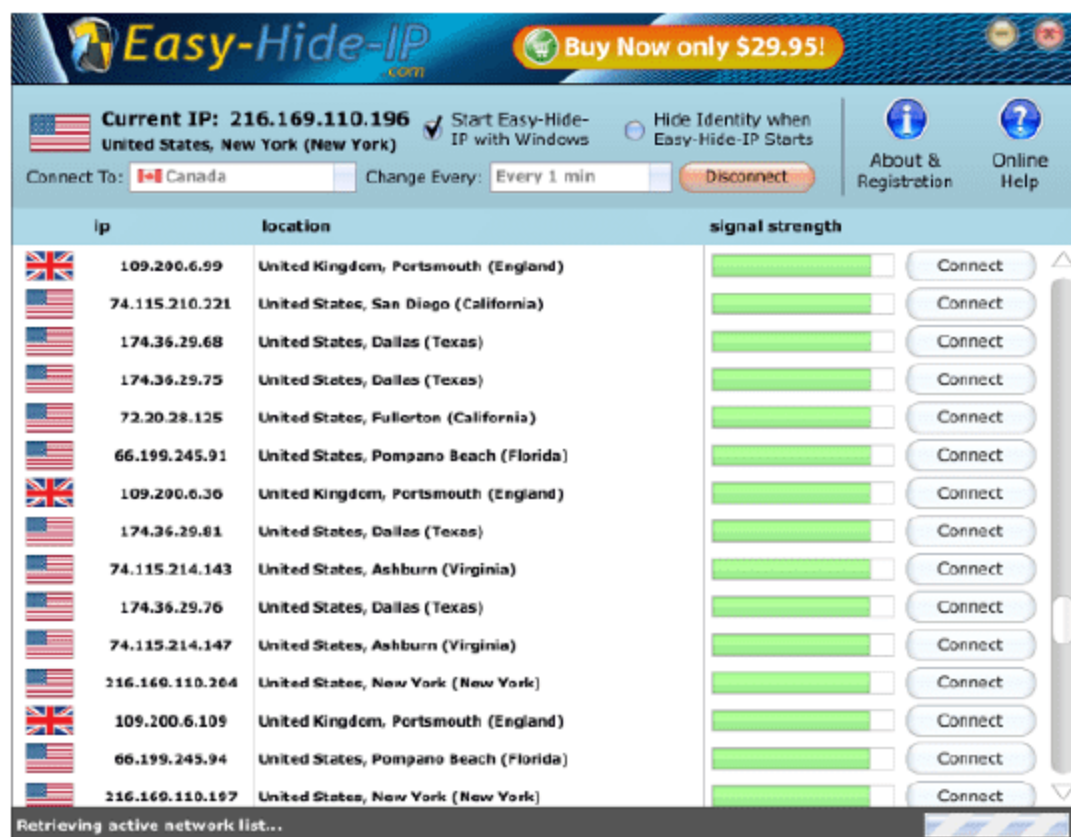 Easy-Hide-IP
.com
Buy Now only $29.95!
Current IP: 216.169.110.196
United States, New York (New York)
Start Easy-Hide-
IP with Windows
Hide Identity when
Easy-Hide-IP Starts
About &
Registration
Online
Help
Connect To: Canada
Change Every: Every 1 min
Disconnect
ip location signal strength
109.200.6.99 United Kingdom, Portsmouth (England) Connect
74.115.210.221 United States, San Diego (California) Connect
174.36.29.68 United States, Dallas (Texas) Connect
174.36.29.75 United States, Dallas (Texas) Connect
72.20.28.125 United States, Fullerton (California) Connect
66.199.245.91 United States, Pompano Beach (Florida) Connect
109.200.6.36 United Kingdom, Portsmouth (England) Connect
174.36.29.81 United States, Dallas (Texas) Connect
74.115.214.143 United States, Ashburn (Virginia) Connect
174.36.29.76 United States, Dallas (Texas) Connect
74.115.214.147 United States, Ashburn (Virginia) Connect
216.169.110.204 United States, New York (New York) Connect
109.200.6.109 United Kingdom, Portsmouth (England) Connect
66.199.245.94 United States, Pompano Beach (Florida) Connect
216.169.110.197 United States, New York (New York) Connect
Retrieving active network list...